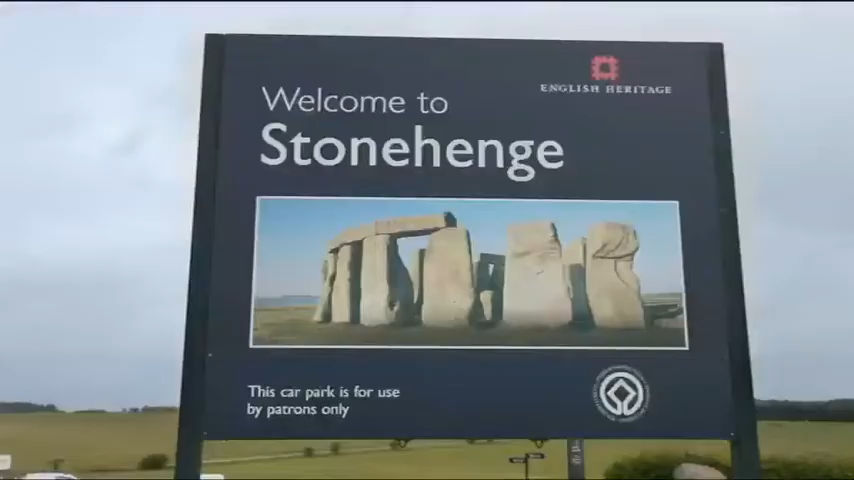 ENGLISH HERITAGE
Welcome to
Stonehenge
This car park is for use
by patrons only